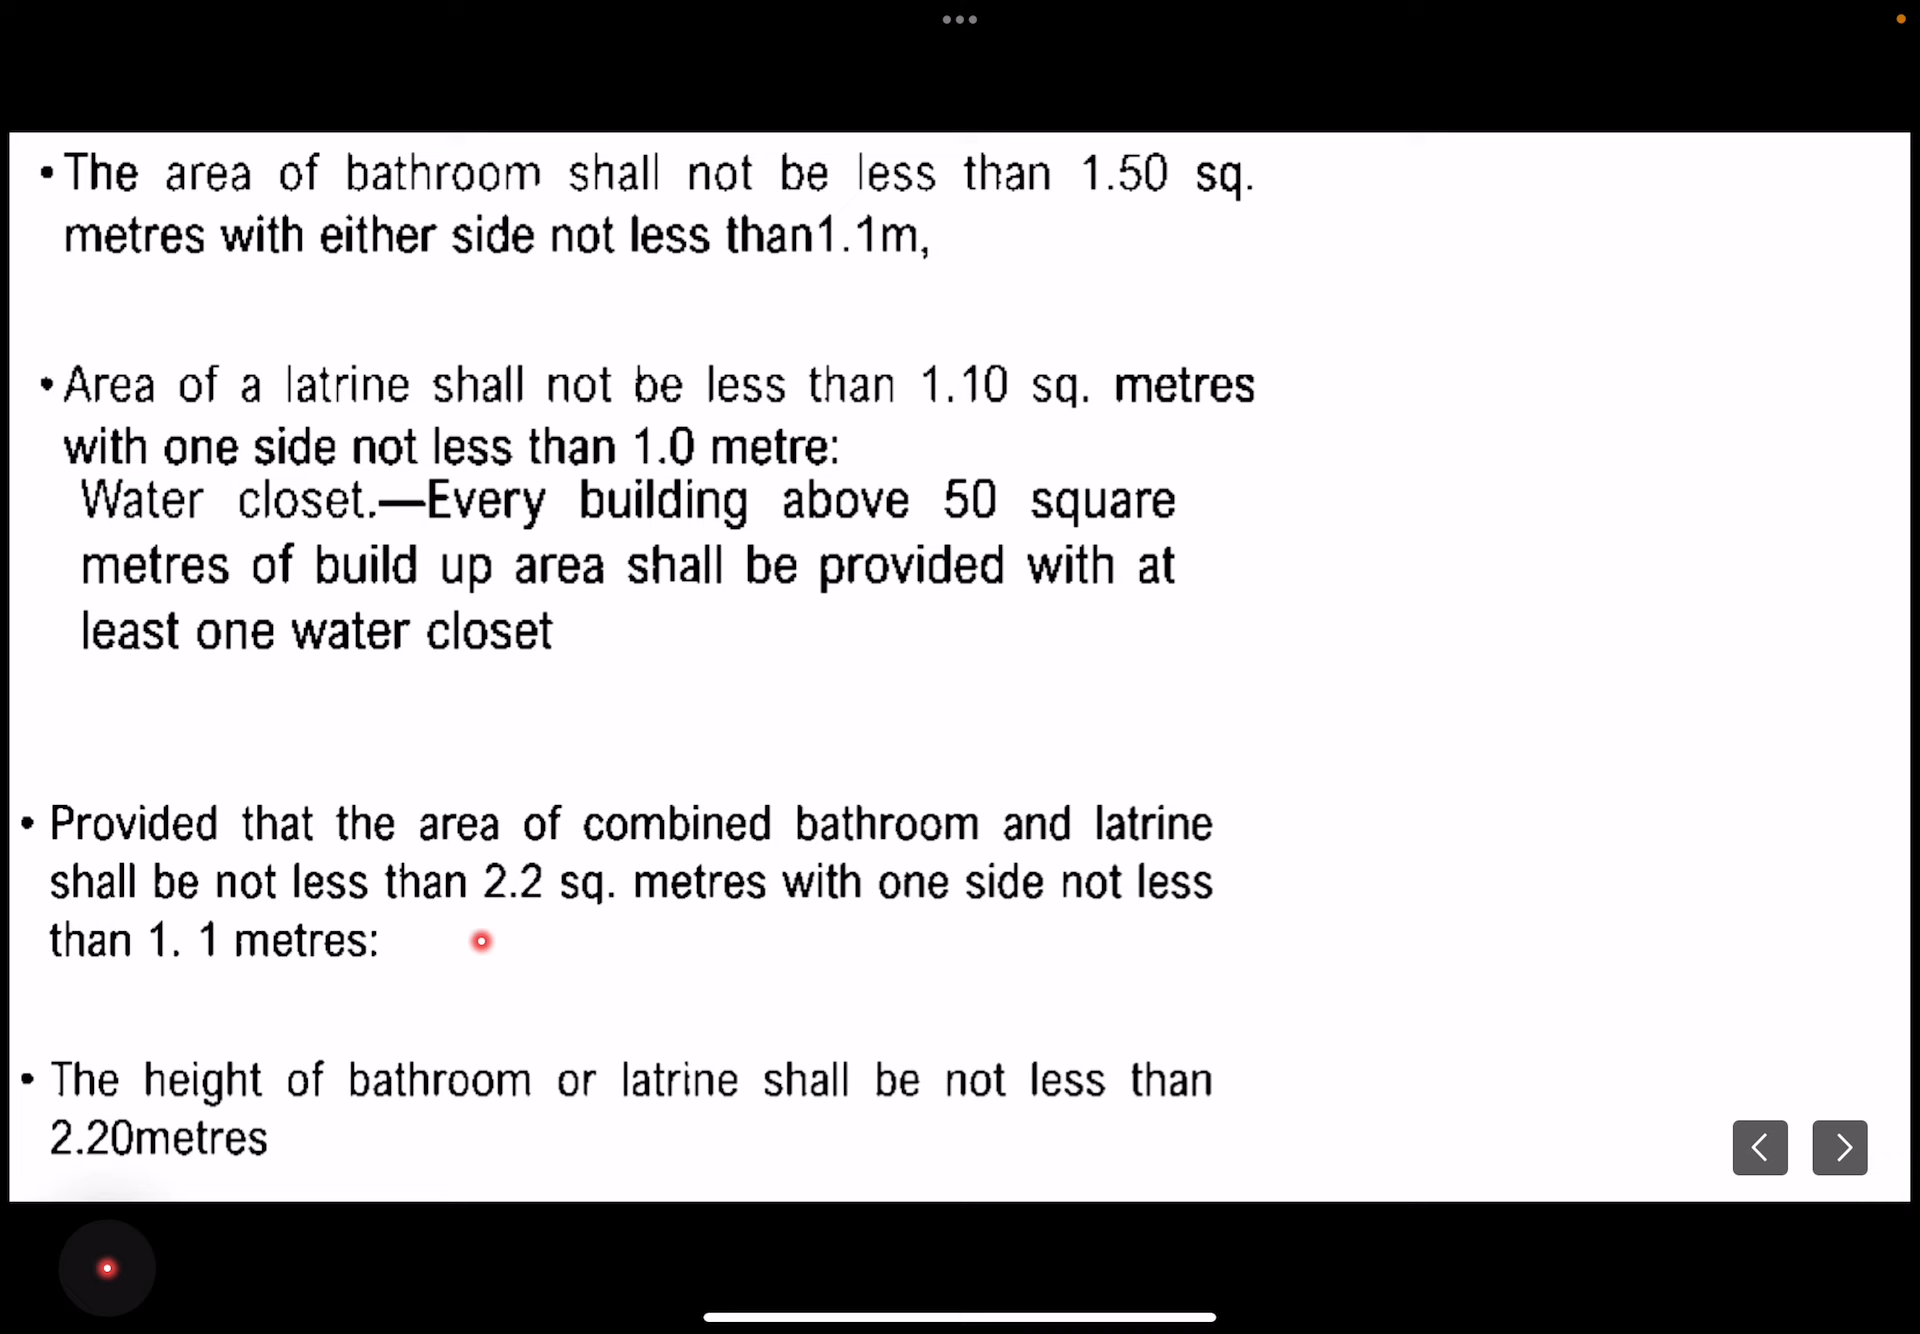 •The area of bathroom shall not be less than 1.50 sq.
metres with either side not less than1.1m,
•Area of a latrine shall not be less than 1.10 sq. metres
with one side not less than 1.0 metre:
Water closet.—Every building above 50 square
metres of build up area shall be provided with at
least one water closet
• Provided that the area of combined bathroom and latrine
shall be not less than 2.2 sq. metres with one side not less
than 1. 1 metres:
• The height of bathroom or latrine shall be not less than
2.20metres